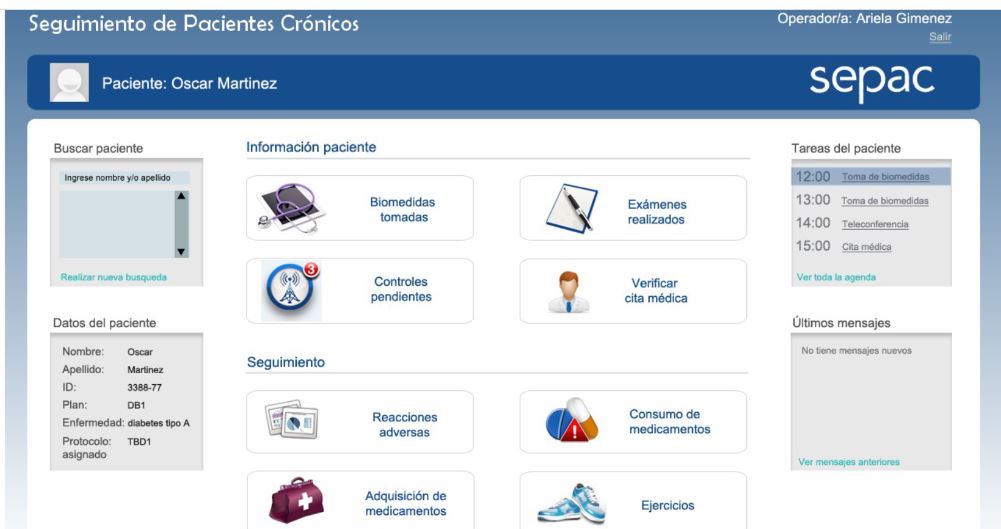 Seguimiento de Pacientes Crónicos
Operador/a: Ariela Gimenez
Salir
Paciente: Oscar Martinez
sepac
Buscar paciente
Ingrese nombre y/o apellido
Realizar nueva busqueda
Datos del paciente
Nombre: Oscar
Apellido: Martinez
ID: 3388-77
Plan: DB1
Enfermedad: diabetes tipo A
Protocolo TBD1
asignado
Información paciente
Biomedidas
tomadas
Exámenes
realizados
3
Controles
pendientes
Verificar
cita médica
Seguimiento
Reacciones
adversas
Consumo de
medicamentos
Adquisición de
medicamentos
Ejercicios
Tareas del paciente
12:00 Toma de biomedidas
13:00 Toma de biomedidas
14:00 Teleconferencia
15:00 Cita médica
Ver toda la agenda
Últimos mensajes
No tiene mensajes nuevos
Ver mensajes anteriores